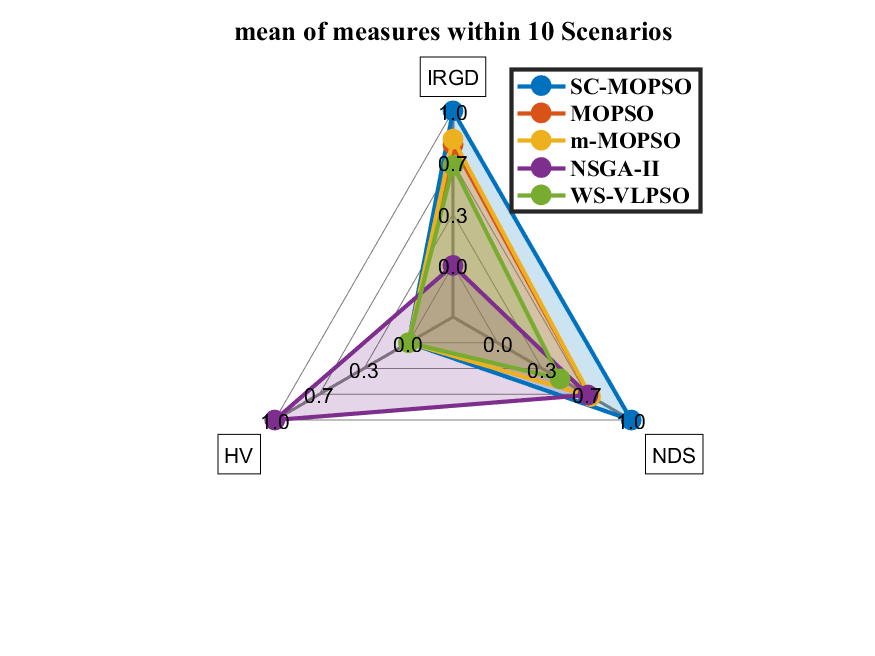 mean of measures within 10 Scenarios
IRGD
SC-MOPSO
MOPSO
m-MOPSO
NSGA-II
WS-VLPSO
1.0
0.7
0.3
0.0
0.0
0.0
0.3
0.3
0.7
0.7
1.0
1.0
HV
NDS